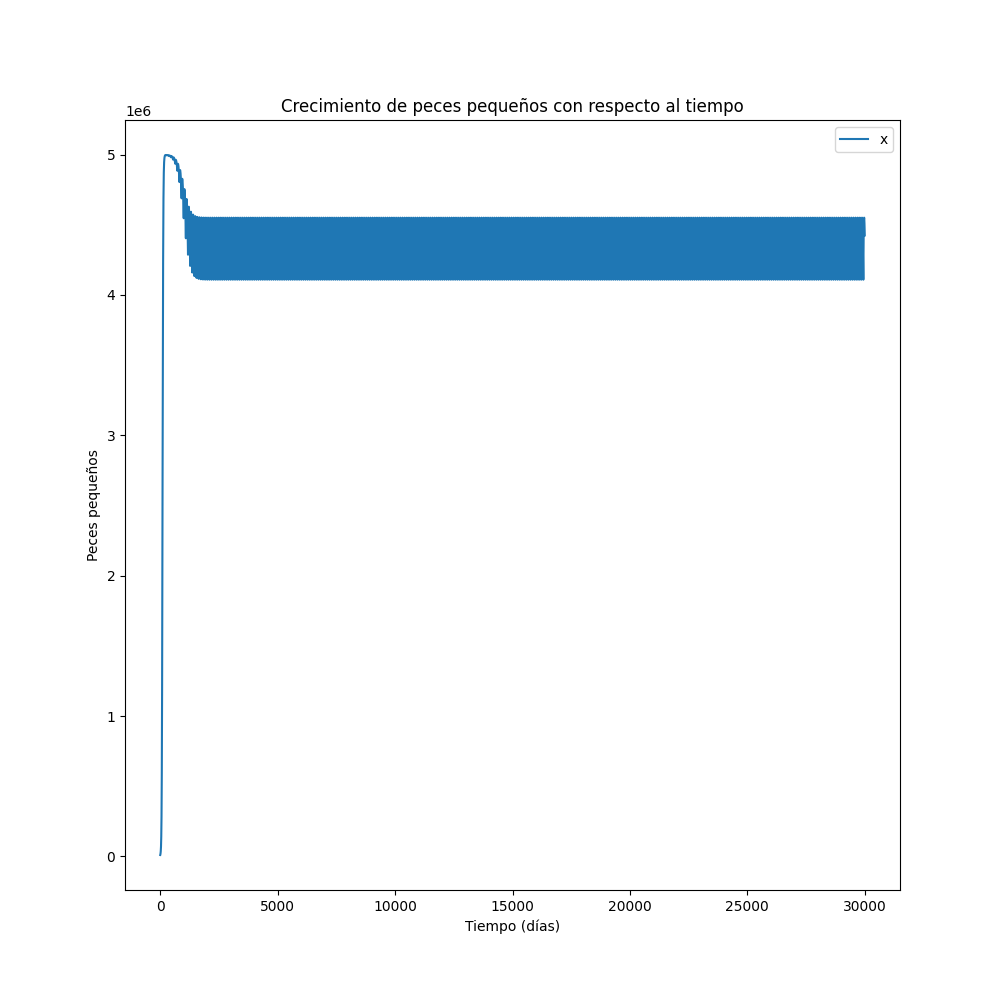 Crecimiento de peces pequeños con respecto al tiempo
1e6
x
5
4
3
2
1
0
Peces pequeños
0 5000 10000 15000 20000 25000 30000
Tiempo (días)